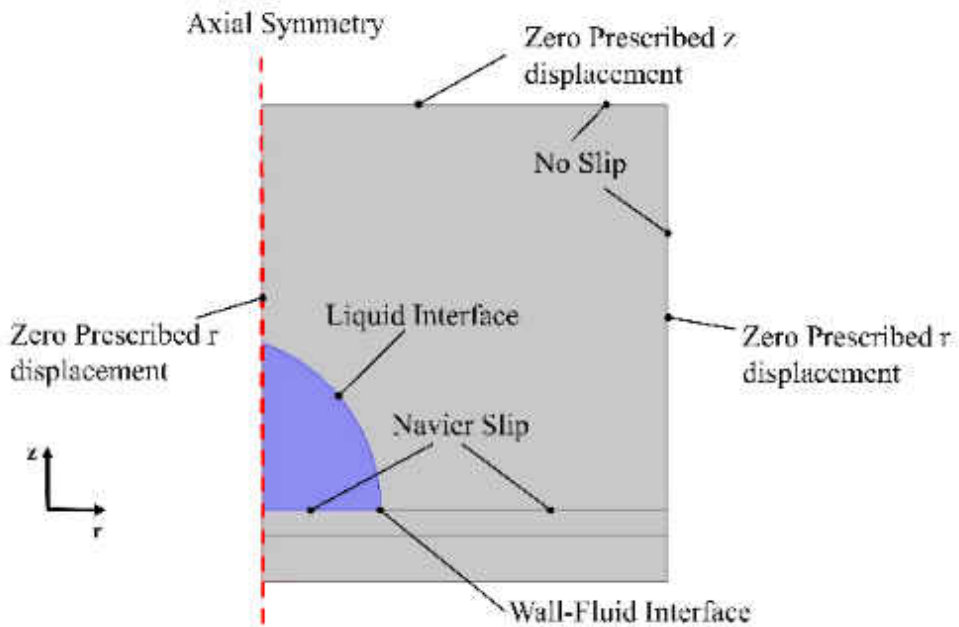 Axial Symmetry
Zero Prescribed z
displacement
No Slip
Liquid Interface
Zero Prescribed r
displacement
Zero Prescribed r
displacement
Navier Slip
z
r
Wall-Fluid Interface